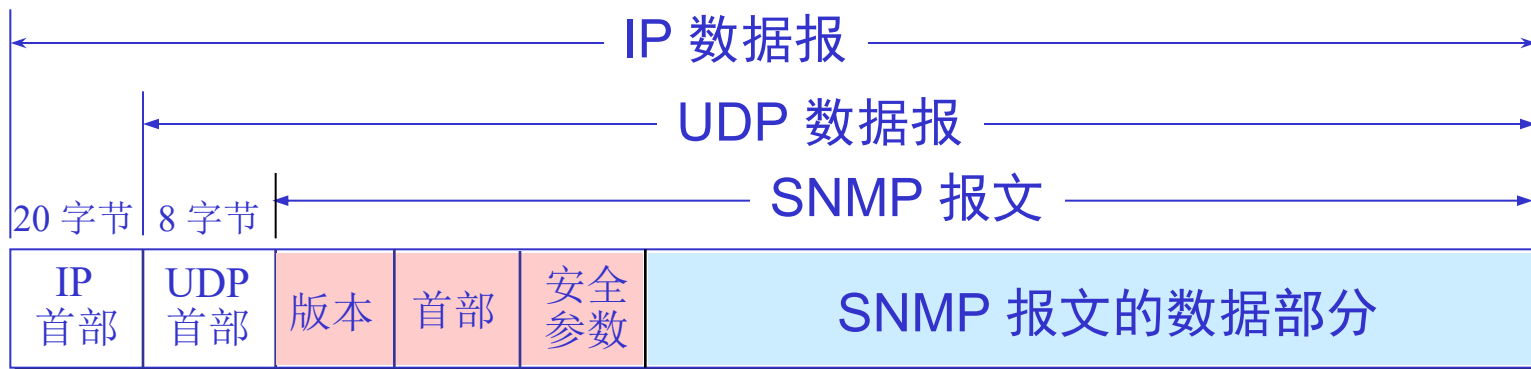 IP 数据报
UDP 数据报
SNMP 报文
20 字节
8 字节
IP
首部
UDP
首部
版本
首部
安全
参数
SNMP 报文的数据部分